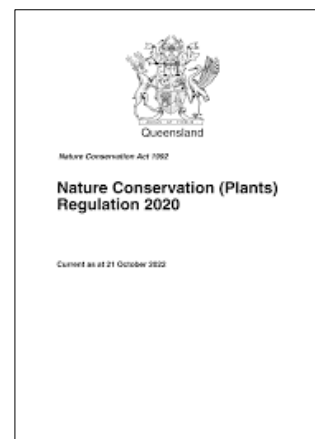 Queensland
Nature Conservation Act 1992
Nature Conservation (Plants)
Regulation 2020
Current as at 21 October 2022